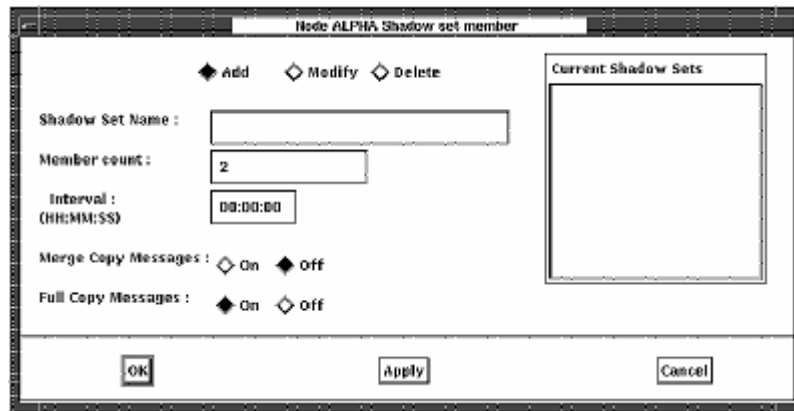 Node ALPHA Shadow set member
Add Modify Delete
Current Shadow Sets
Shadow Set Name :
Member count :
2
Interval :
(HH:MM:SS)
00:00:00
Merge Copy Messages :
On Off
Full Copy Messages :
On Off
OK Apply Cancel